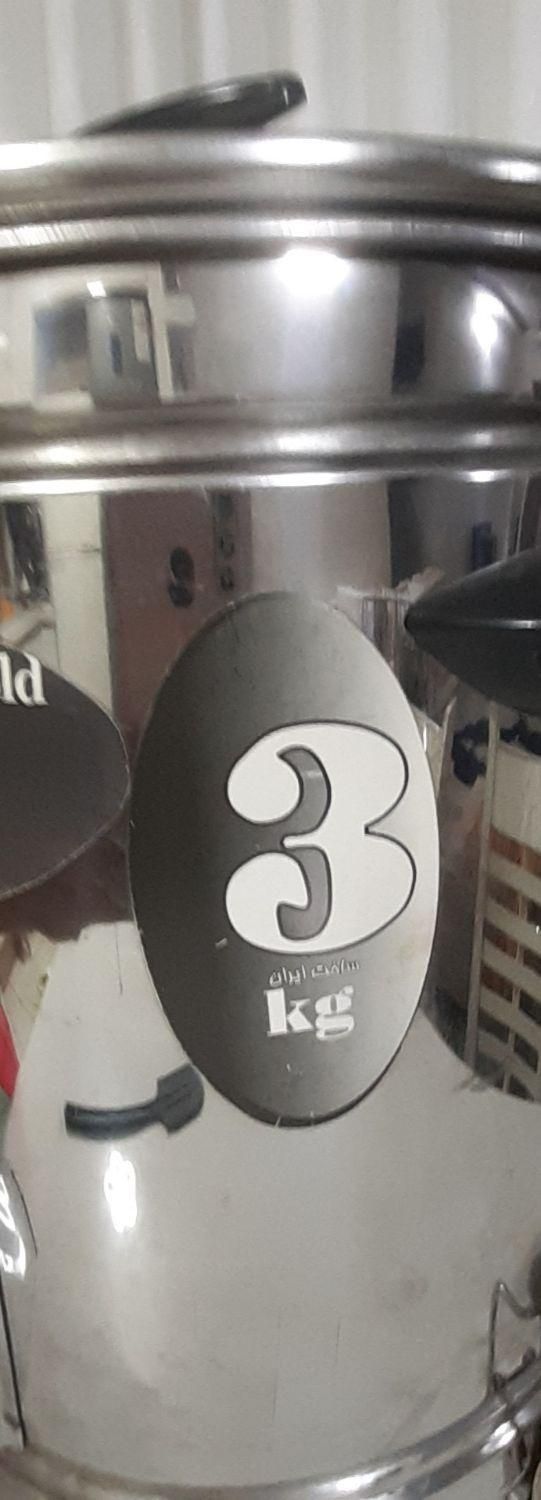 ld
3
ساخت ایران
kg